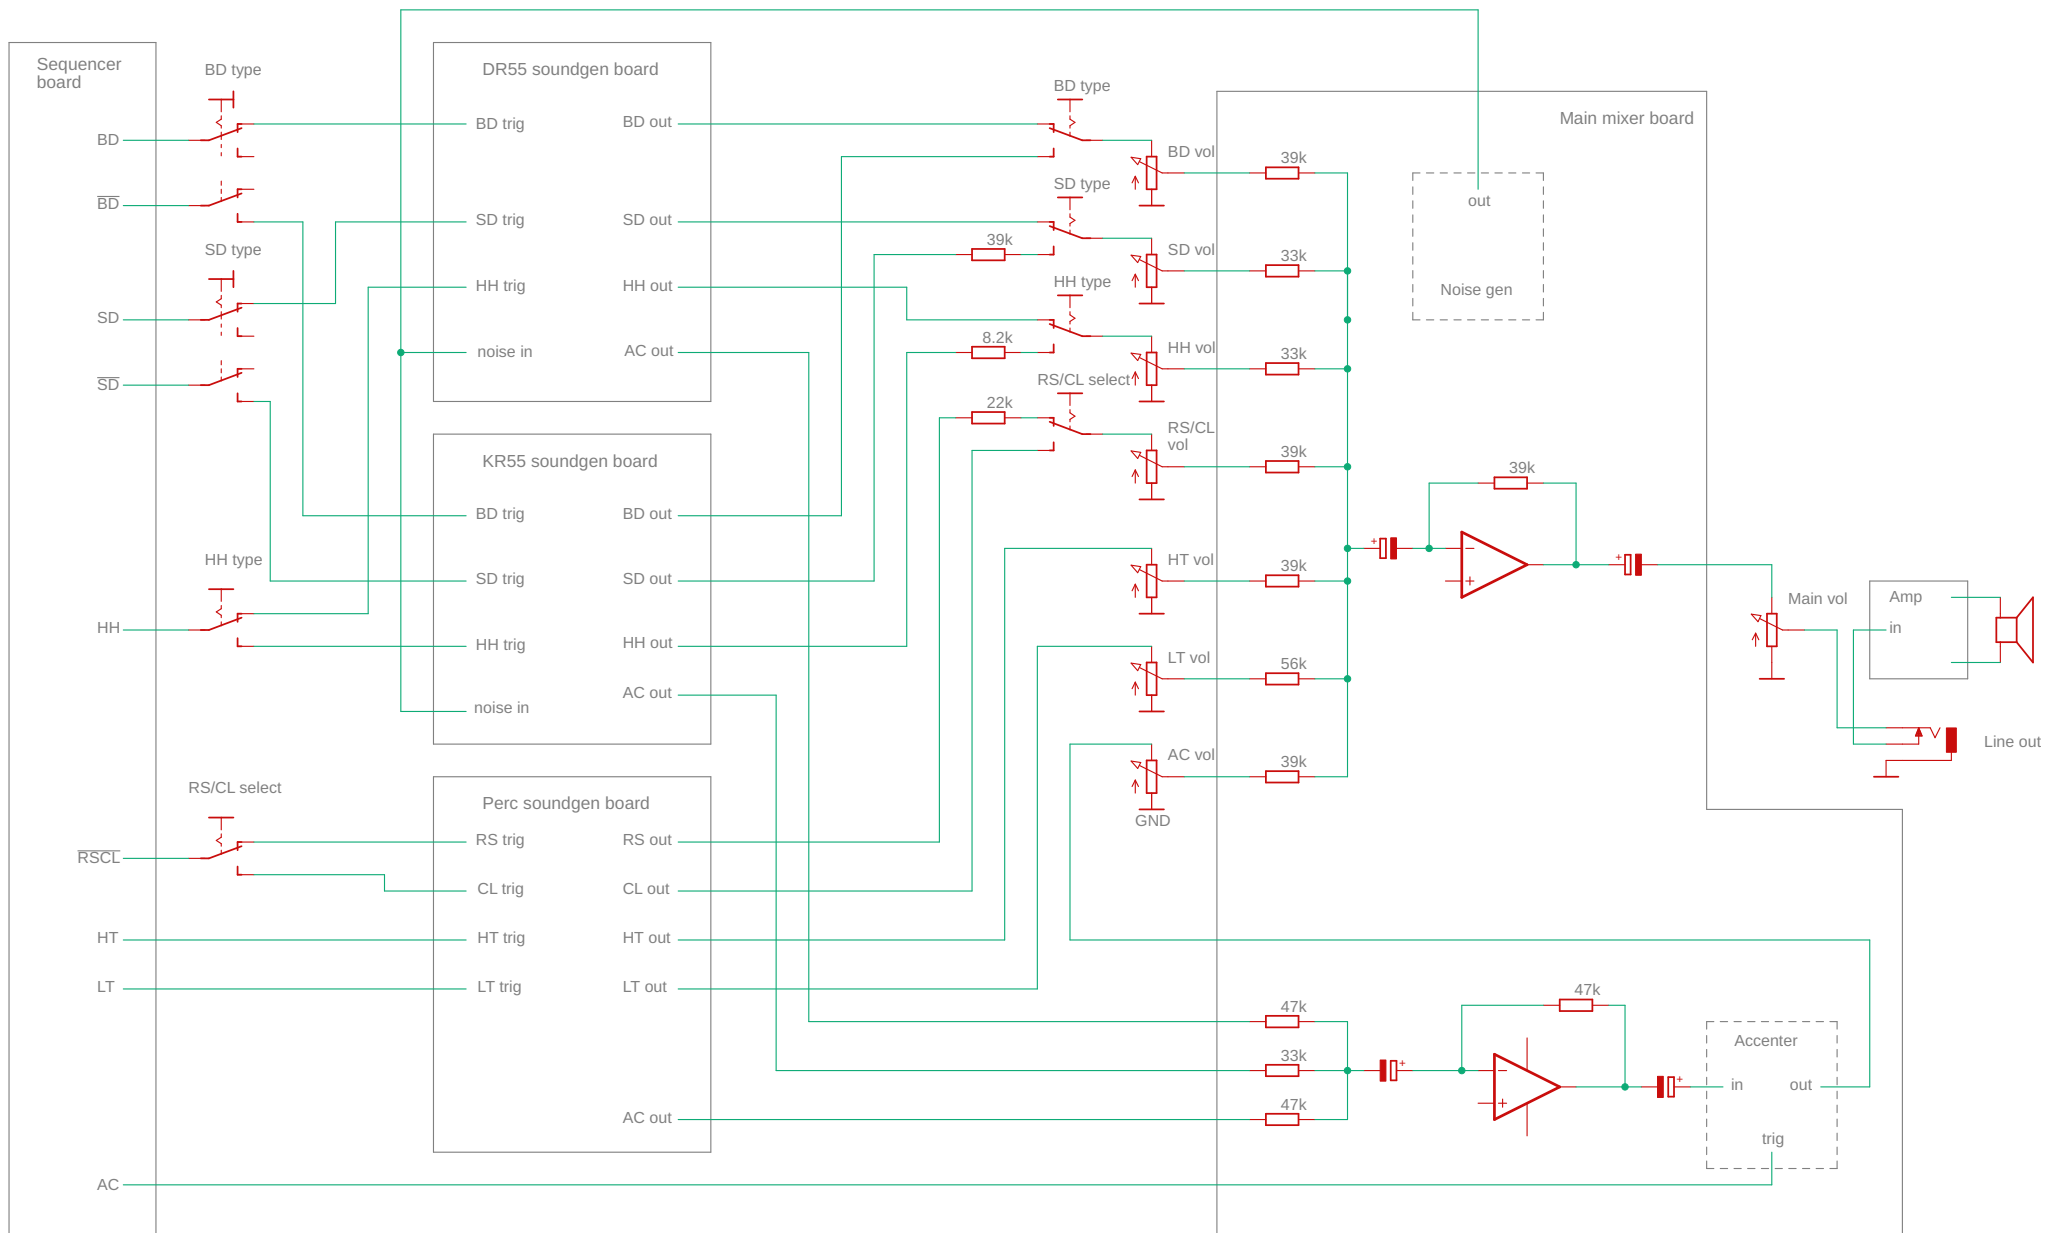 Sequencer
board
BD
B̅D̅
SD
S̅D̅
HH
R̅S̅C̅L̅
HT
LT
AC
BD type
SD type
HH type
RS/CL select
DR55 soundgen board
BD trig
BD out
SD trig
SD out
HH trig
HH out
noise in
AC out
KR55 soundgen board
BD trig
BD out
SD trig
SD out
HH trig
HH out
AC out
noise in
Perc soundgen board
RS trig
RS out
CL trig
CL out
HT trig
HT out
LT trig
LT out
AC out
BD type
SD type
39k
HH type
8.2k
RS/CL select
22k
BD vol
SD vol
HH vol
RS/CL
vol
HT vol
LT vol
AC vol
GND
Main mixer board
39k
33k
33k
39k
39k
56k
39k
out
Noise gen
39k
+
−
+
+
Main vol
Amp
in
Line out
47k
33k
47k
+
47k
−
+
+
Accenter
in
out
trig